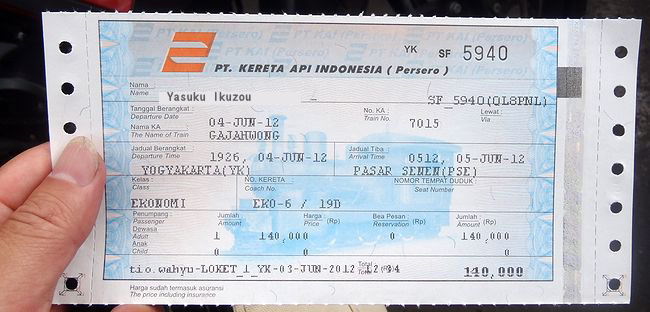 PT KAI (Persero)
YK SF 5940
PT. KERETA API INDONESIA ( Persero )
Nama :
Name
Yasuku Ikuzou
SF_5940(QL8PNL)
Tanggal Berangkat : No. KA : Lewat :
Departure Date 04-JUN-12 Train No. 7015 Via
Nama KA :
The Name of Train GAJAHWONG
Jadual Berangkat : Jadual Tiba :
Departure Time 1926, 04-JUN-12 Arrival Time 0512, 05-JUN-12
YOGYAKARTA(YK) PASAR SENEN(PSE)
Kelas : NO. KERETA NOMOR TEMPAT DUDUK
Class Coach No. Seat Number
EKONOMI EKO-6 / 19D
Penumpang : Jumlah Harga (Rp) Bea Pesan (Rp) Jumlah (Rp)
Passenger Amount Price Reservation Amount
Dewasa
Adult 1 140,000 0 140,000
Anak
Child 0 0 0
tio.wahyu-LOKET_1_YK-03-JUN-2012 12:34 Total (Rp) 140,000
Harga sudah termasuk asuransi
The price including insurance